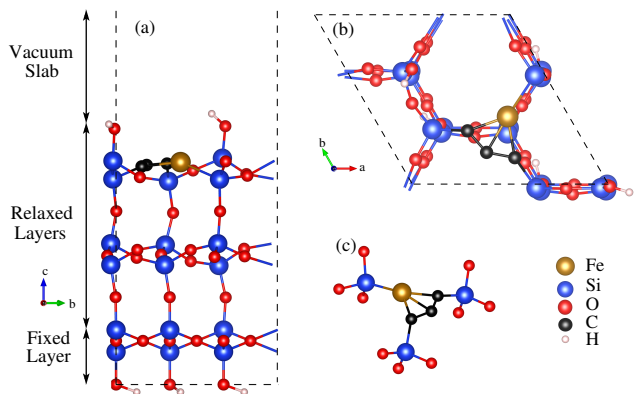 (a)
Vacuum
Slab
Relaxed
Layers
c
b
Fixed
Layer
(b)
b
a
(c)
Fe
Si
O
C
H